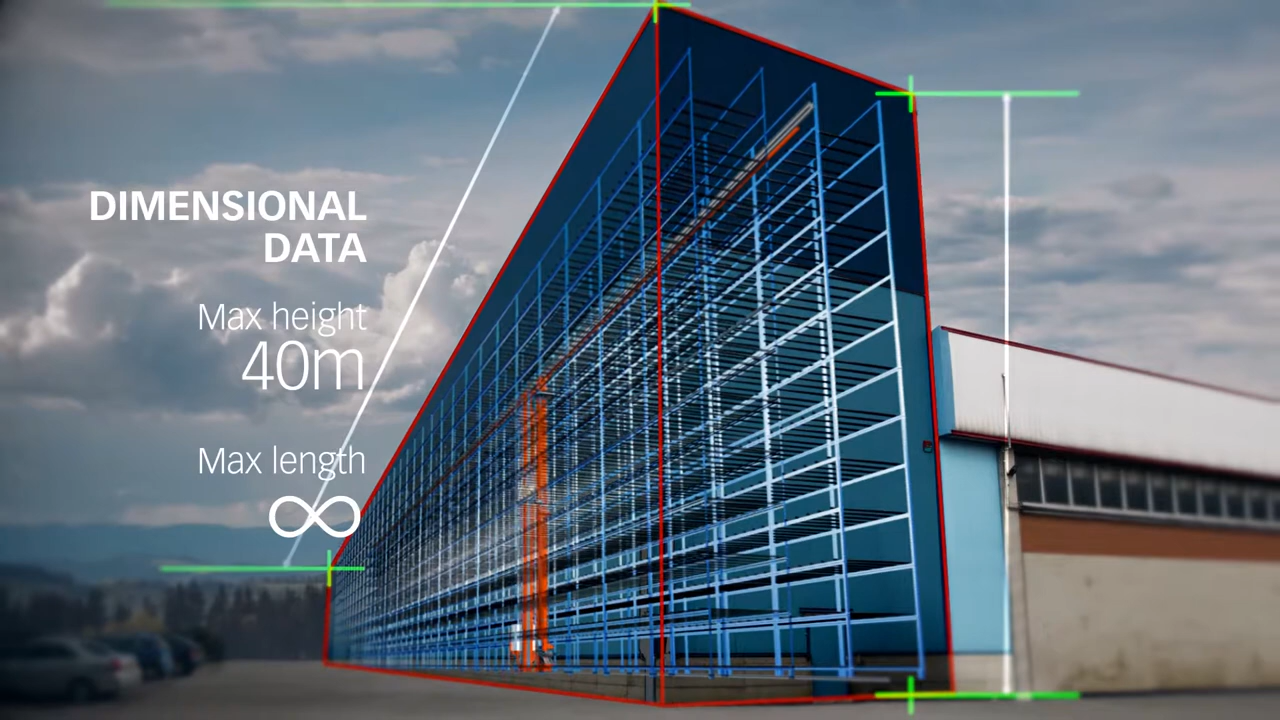 DIMENSIONAL
DATA
Max height
40m
Max length
∞